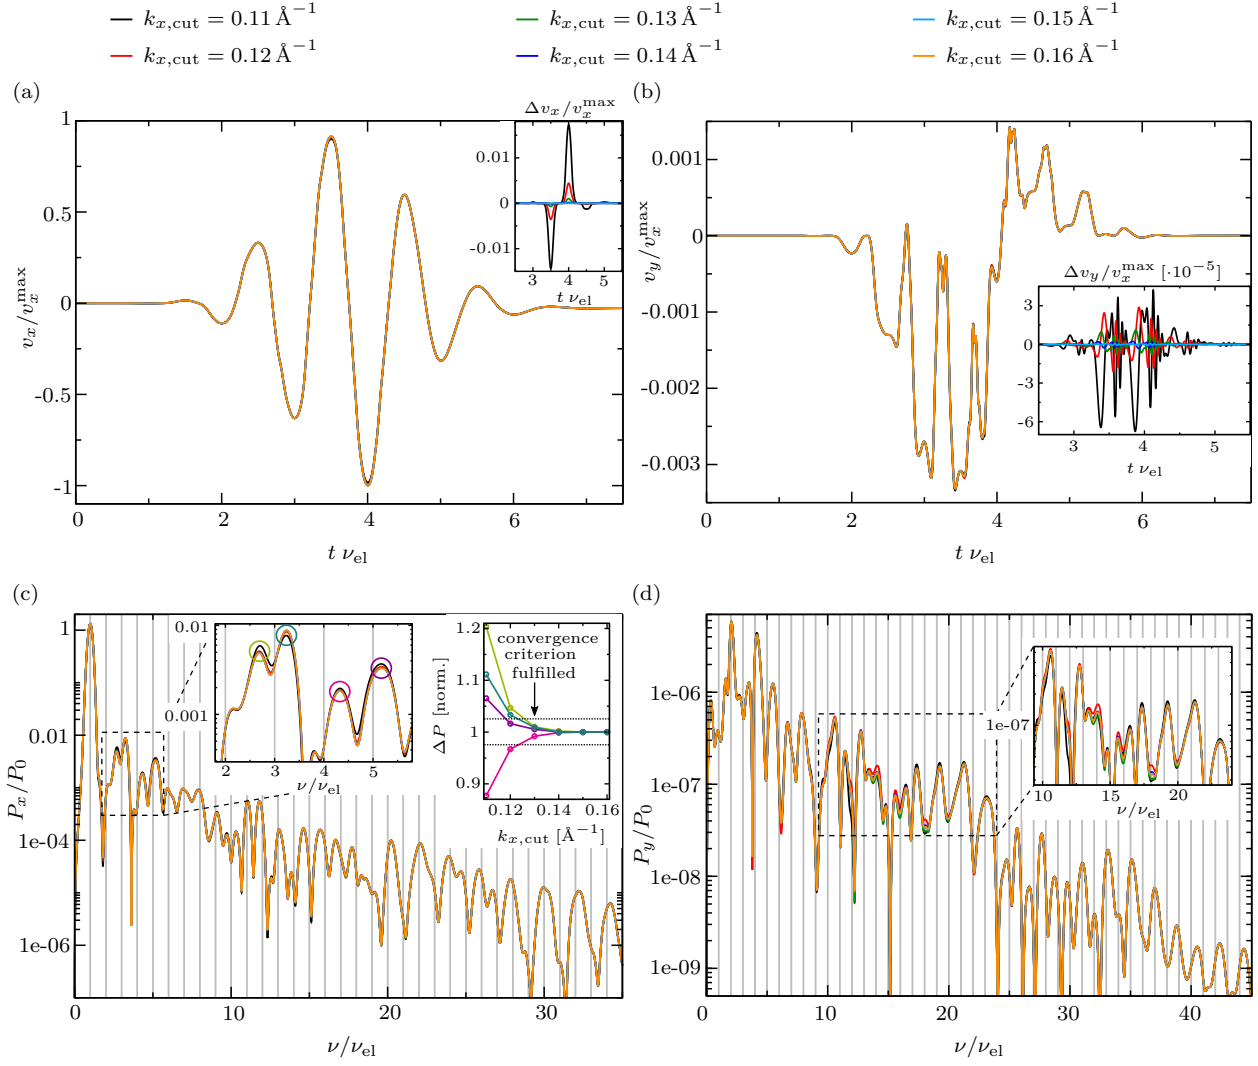 k_{x,cut} = 0.11 Å⁻¹ k_{x,cut} = 0.13 Å⁻¹ k_{x,cut} = 0.15 Å⁻¹
k_{x,cut} = 0.12 Å⁻¹ k_{x,cut} = 0.14 Å⁻¹ k_{x,cut} = 0.16 Å⁻¹
(a)
v_x/v_x^max
1
0.5
0
-0.5
-1
0 2 4 6
t ν_el
Δv_x/v_x^max
0.01
0
-0.01
3 4 5
t ν_el
(b)
v_y/v_x^max
0.001
0
-0.001
-0.002
-0.003
0 2 4 6
t ν_el
Δv_y/v_x^max [·10⁻⁵]
3
0
-3
-6
3 4 5
t ν_el
(c)
P_x/P_0
1
0.01
1e-04
1e-06
0 10 20 30
ν/ν_el
0.01
0.001
2 3 4 5
ν/ν_el
ΔP [norm.]
1.2
1.1
1
0.9
convergence
criterion
fulfilled
0.12 0.14 0.16
k_{x,cut} [Å⁻¹]
(d)
P_y/P_0
1e-06
1e-07
1e-08
1e-09
0 10 20 30 40
ν/ν_el
1e-07
10 15 20
ν/ν_el